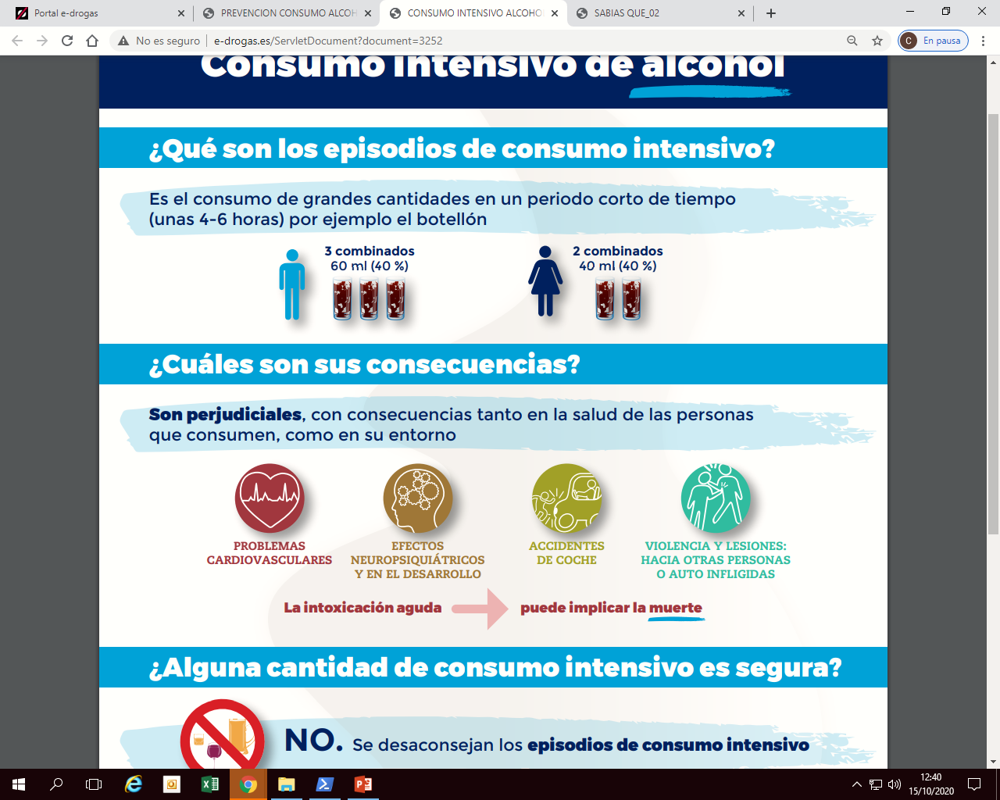 Portal e-drogas
PREVENCION CONSUMO ALCOH
CONSUMO INTENSIVO ALCOHO
SABIAS QUE_02
No es seguro
e-drogas.es/ServletDocument?document=3252
C
En pausa
Consumo intensivo de alcohol
¿Qué son los episodios de consumo intensivo?
Es el consumo de grandes cantidades en un periodo corto de tiempo
(unas 4-6 horas) por ejemplo el botellón
3 combinados
60 ml (40 %)
2 combinados
40 ml (40 %)
¿Cuáles son sus consecuencias?
Son perjudiciales, con consecuencias tanto en la salud de las personas
que consumen, como en su entorno
PROBLEMAS
CARDIOVASCULARES
EFECTOS
NEUROPSIQUIÁTRICOS
Y EN EL DESARROLLO
ACCIDENTES
DE COCHE
VIOLENCIA Y LESIONES:
HACIA OTRAS PERSONAS
O AUTO INFLIGIDAS
La intoxicación aguda
puede implicar la muerte
¿Alguna cantidad de consumo intensivo es segura?
NO. Se desaconsejan los episodios de consumo intensivo
12:40
15/10/2020